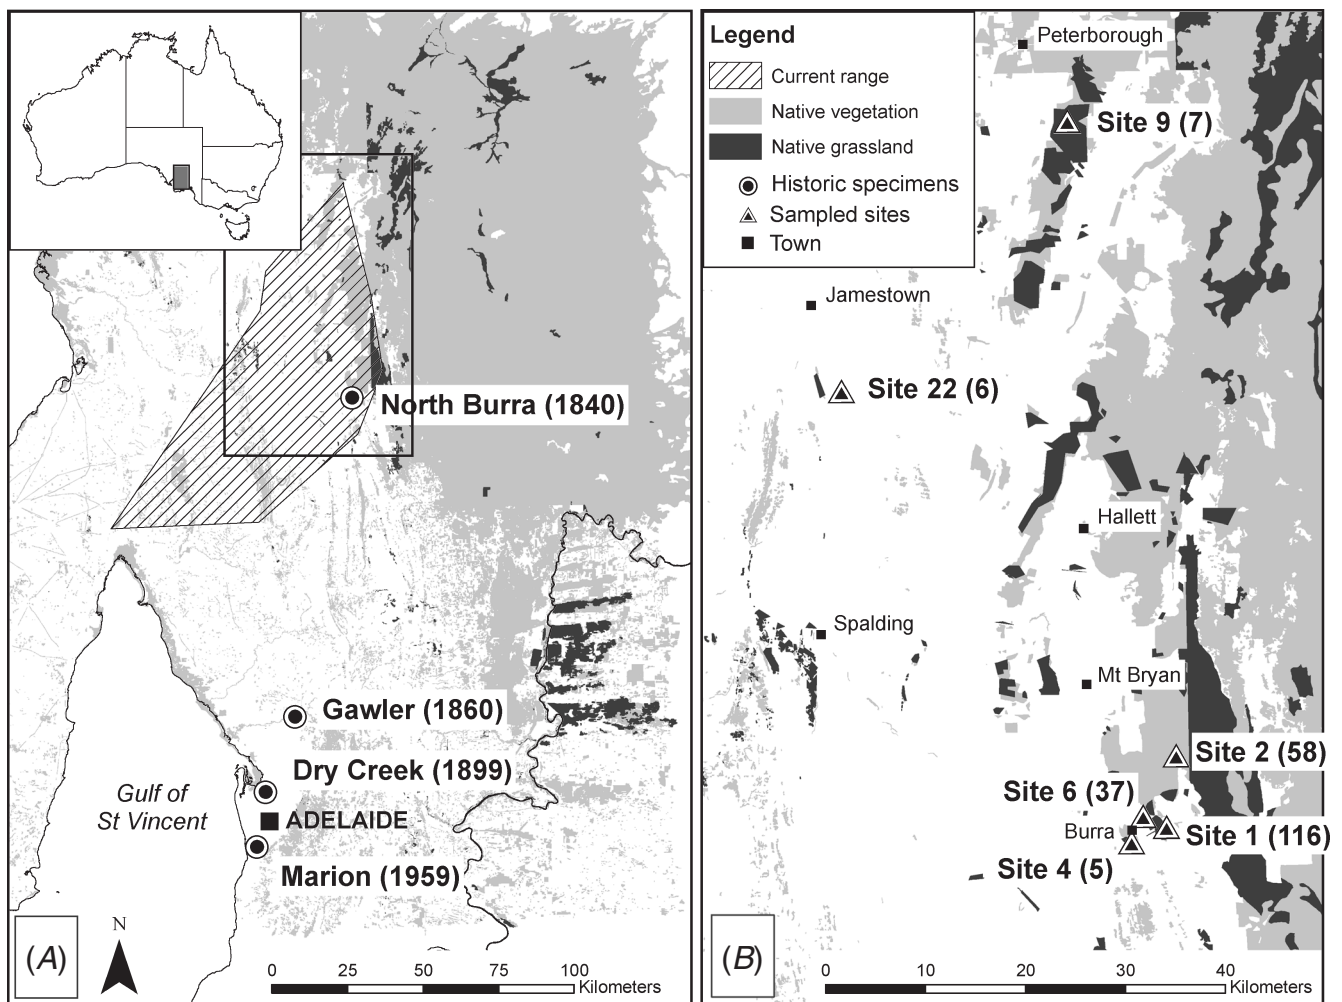 North Burra (1840)
Gawler (1860)
Dry Creek (1899)
Gulf of
St Vincent
ADELAIDE
Marion (1959)
(A)
N
0 25 50 75 100
Kilometers
Legend
Current range
Native vegetation
Native grassland
Historic specimens
Sampled sites
Town
Peterborough
Site 9 (7)
Jamestown
Site 22 (6)
Hallett
Spalding
Mt Bryan
Site 2 (58)
Site 6 (37)
Burra
Site 1 (116)
Site 4 (5)
(B)
0 10 20 30 40
Kilometers